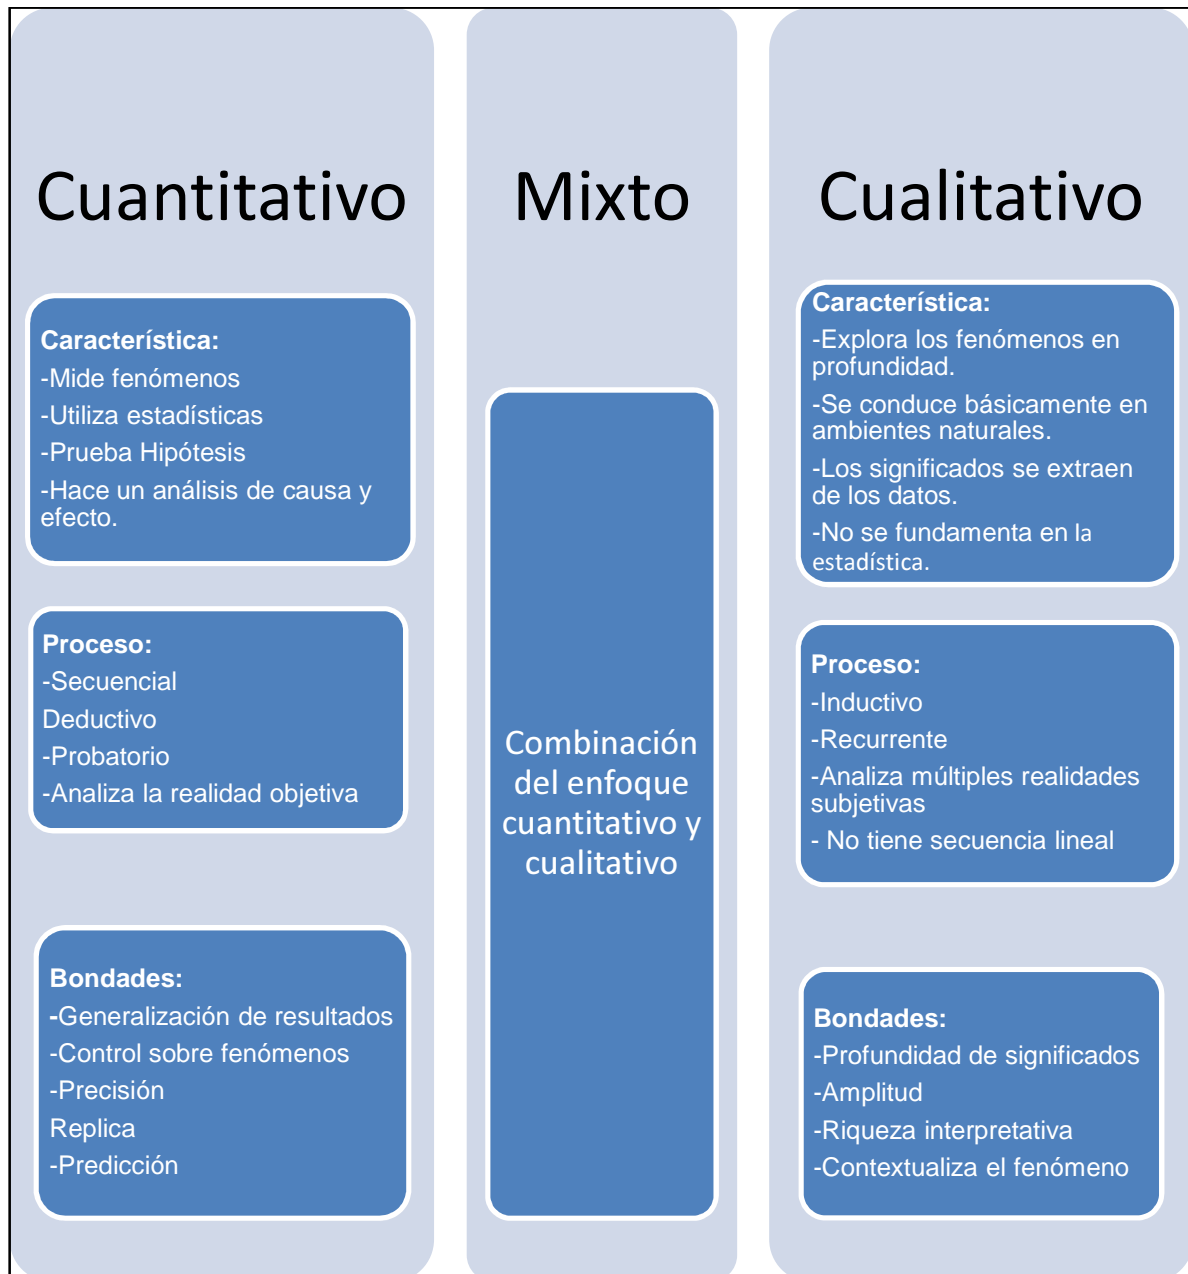 Cuantitativo
Característica:
-Mide fenómenos
-Utiliza estadísticas
-Prueba Hipótesis
-Hace un análisis de causa y
efecto.
Proceso:
-Secuencial
Deductivo
-Probatorio
-Analiza la realidad objetiva
Bondades:
-Generalización de resultados
-Control sobre fenómenos
-Precisión
Replica
-Predicción
Mixto
Combinación
del enfoque
cuantitativo y
cualitativo
Cualitativo
Característica:
-Explora los fenómenos en
profundidad.
-Se conduce básicamente en
ambientes naturales.
-Los significados se extraen
de los datos.
-No se fundamenta en la
estadística.
Proceso:
-Inductivo
-Recurrente
-Analiza múltiples realidades
subjetivas
- No tiene secuencia lineal
Bondades:
-Profundidad de significados
-Amplitud
-Riqueza interpretativa
-Contextualiza el fenómeno